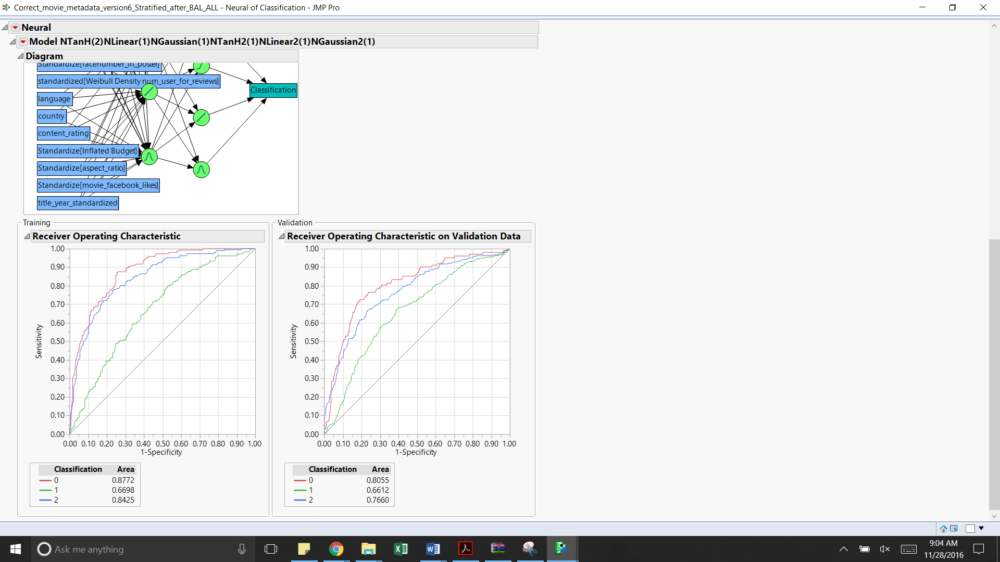 Correct_movie_metadata_version6_Stratified_after_BAL_ALL - Neural of Classification - JMP Pro
Neural
Model NTanH(2)NLinear(1)NGaussian(1)NTanH2(1)NLinear2(1)NGaussian2(1)
Diagram
Standardize[facenumber_in_poster]
standardized[Weibull Density num_user_for_reviews]
Classification
language
country
content_rating
Standardize[Inflated Budget]
Standardize[aspect_ratio]
Standardize[movie_facebook_likes]
title_year_standardized
Training
Receiver Operating Characteristic
1.00
0.90
0.80
0.70
0.60
0.50
0.40
0.30
0.20
0.10
0.00
Sensitivity
0.00 0.10 0.20 0.30 0.40 0.50 0.60 0.70 0.80 0.90 1.00
1-Specificity
Classification Area
0 0.8772
1 0.6698
2 0.8425
Validation
Receiver Operating Characteristic on Validation Data
1.00
0.90
0.80
0.70
0.60
0.50
0.40
0.30
0.20
0.10
0.00
Sensitivity
0.00 0.10 0.20 0.30 0.40 0.50 0.60 0.70 0.80 0.90 1.00
1-Specificity
Classification Area
0 0.8055
1 0.6612
2 0.7660
Ask me anything
9:04 AM
11/28/2016